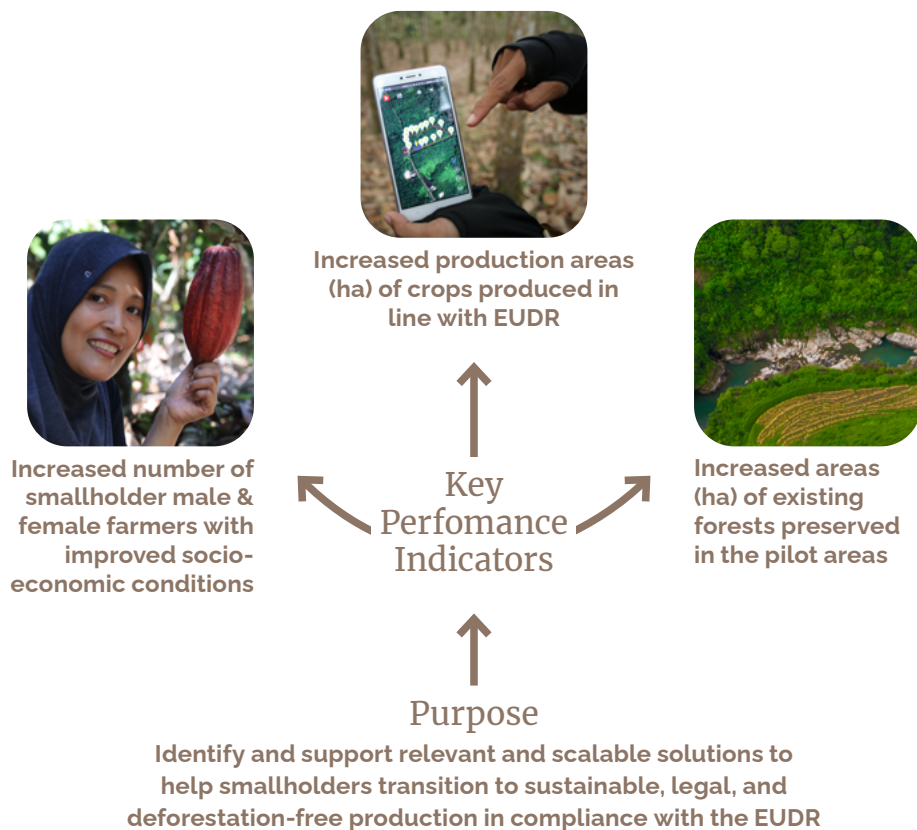 Increased production areas
(ha) of crops produced in
line with EUDR
Increased number of
smallholder male &
female farmers with
improved socio-
economic conditions
Key
Perfomance
Indicators
Increased areas
(ha) of existing
forests preserved
in the pilot areas
Purpose
Identify and support relevant and scalable solutions to
help smallholders transition to sustainable, legal, and
deforestation-free production in compliance with the EUDR